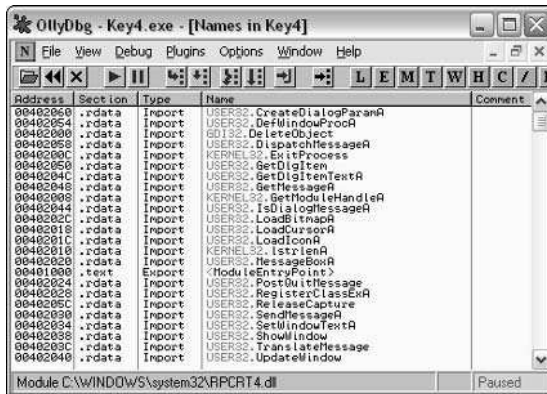 OllyDbg - Key4.exe - [Names in Key4]
N File View Debug Plugins Options Window Help
L E M T W H C /
Address Section Type Name Comment
00402060 .rdata Import USER32.CreateDialogParamA
00402054 .rdata Import USER32.DefWindowProcA
00402000 .rdata Import GDI32.DeleteObject
00402058 .rdata Import USER32.DispatchMessageA
0040200C .rdata Import KERNEL32.ExitProcess
00402050 .rdata Import USER32.GetDlgItem
0040204C .rdata Import USER32.GetDlgItemTextA
00402048 .rdata Import USER32.GetMessageA
00402008 .rdata Import KERNEL32.GetModuleHandleA
00402044 .rdata Import USER32.IsDialogMessageA
0040202C .rdata Import USER32.LoadBitmapA
00402018 .rdata Import USER32.LoadCursorA
0040201C .rdata Import USER32.LoadIconA
00402010 .rdata Import KERNEL32.lstrlenA
00402020 .rdata Import USER32.MessageBoxA
00401000 .text Export <ModuleEntryPoint>
00402024 .rdata Import USER32.PostQuitMessage
00402028 .rdata Import USER32.RegisterClassExA
0040205C .rdata Import USER32.ReleaseCapture
00402030 .rdata Import USER32.SendMessageA
00402034 .rdata Import USER32.SetWindowTextA
00402038 .rdata Import USER32.ShowWindow
0040203C .rdata Import USER32.TranslateMessage
00402040 .rdata Import USER32.UpdateWindow
Module C:\WINDOWS\system32\RPCRT4.dll Paused